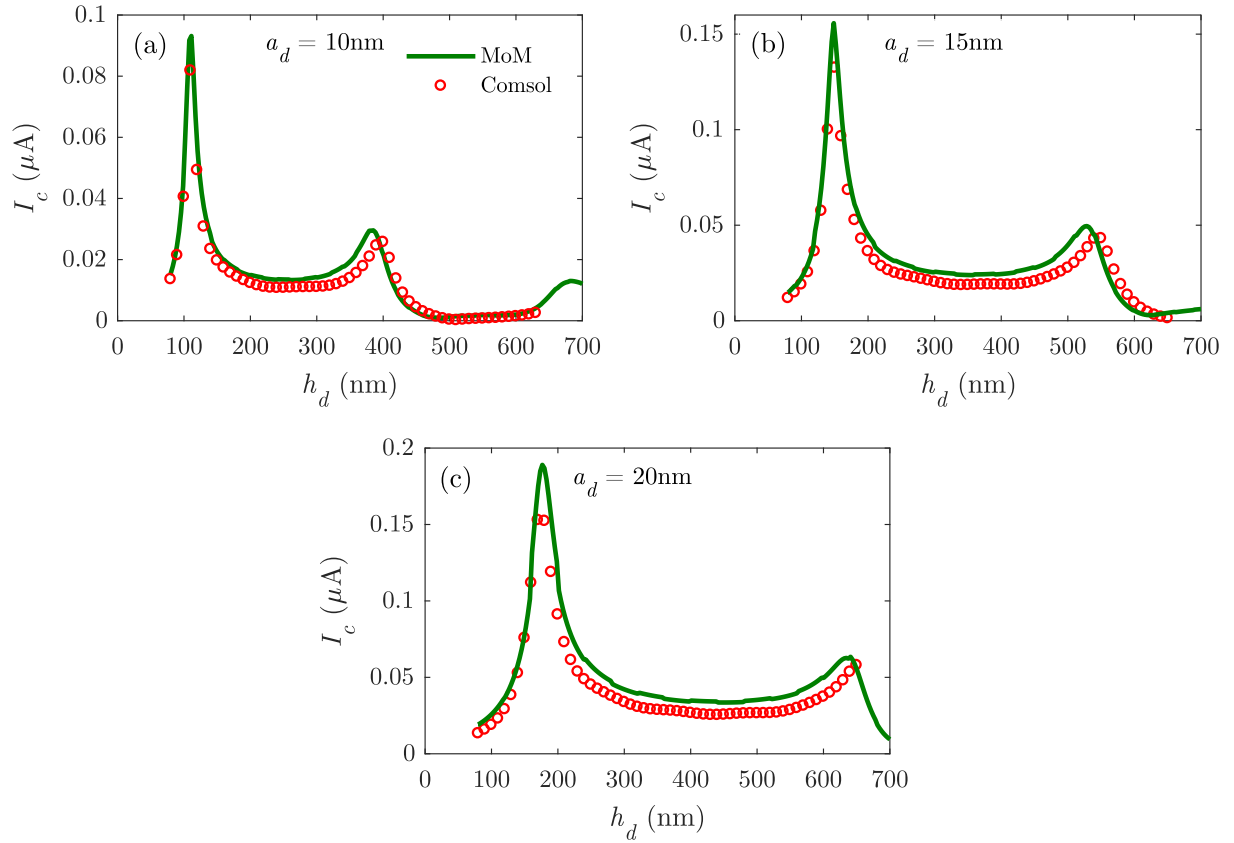 (a)
a_d = 10nm
MoM
Comsol
0.1
0.08
0.06
0.04
0.02
0
I_c (μA)
0 100 200 300 400 500 600 700
h_d (nm)
(b)
a_d = 15nm
0.15
0.1
0.05
0
I_c (μA)
0 100 200 300 400 500 600 700
h_d (nm)
(c)
a_d = 20nm
0.2
0.15
0.1
0.05
0
I_c (μA)
0 100 200 300 400 500 600 700
h_d (nm)